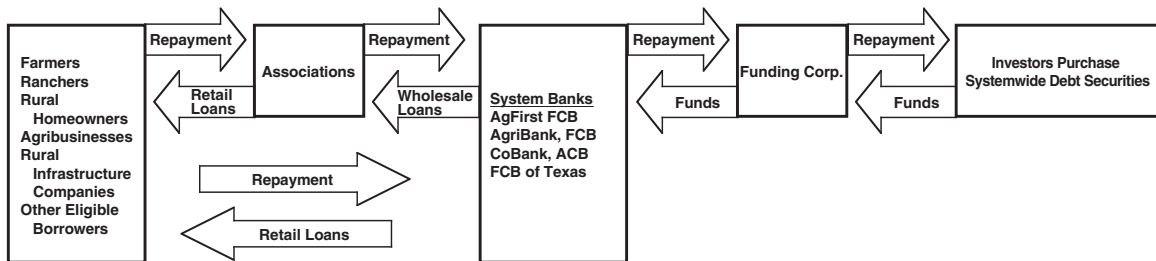 Farmers
Ranchers
Rural
Homeowners
Agribusinesses
Rural
Infrastructure
Companies
Other Eligible
Borrowers
Repayment
Retail
Loans
Associations
Repayment
Wholesale
Loans
Repayment
Retail Loans
System Banks
AgFirst FCB
AgriBank, FCB
CoBank, ACB
FCB of Texas
Repayment
Funds
Funding Corp.
Repayment
Funds
Investors Purchase
Systemwide Debt Securities